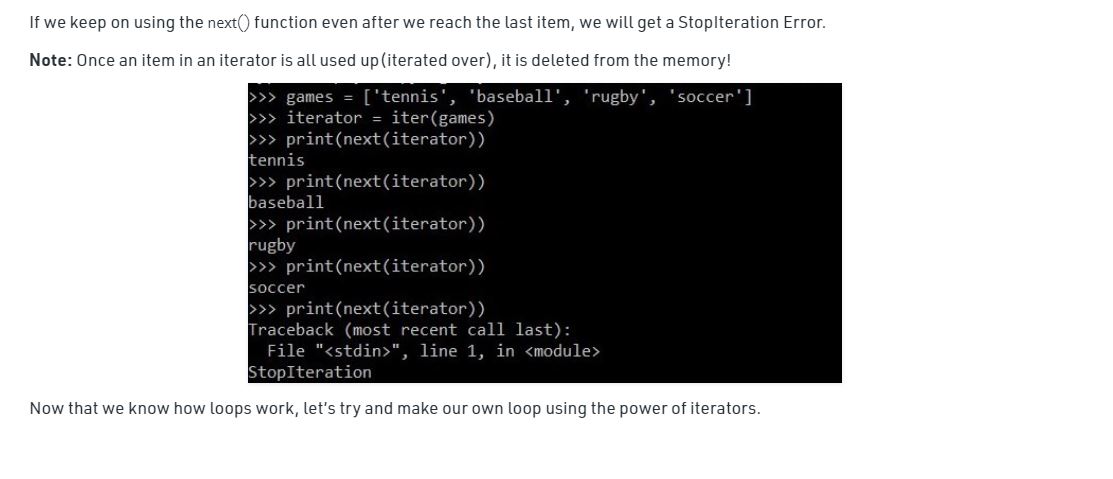 If we keep on using the next() function even after we reach the last item, we will get a StopIteration Error.
Note: Once an item in an iterator is all used up(iterated over), it is deleted from the memory!
>>> games = ['tennis', 'baseball', 'rugby', 'soccer']
>>> iterator = iter(games)
>>> print(next(iterator))
tennis
>>> print(next(iterator))
baseball
>>> print(next(iterator))
rugby
>>> print(next(iterator))
soccer
>>> print(next(iterator))
Traceback (most recent call last):
  File "<stdin>", line 1, in <module>
StopIteration
Now that we know how loops work, let's try and make our own loop using the power of iterators.